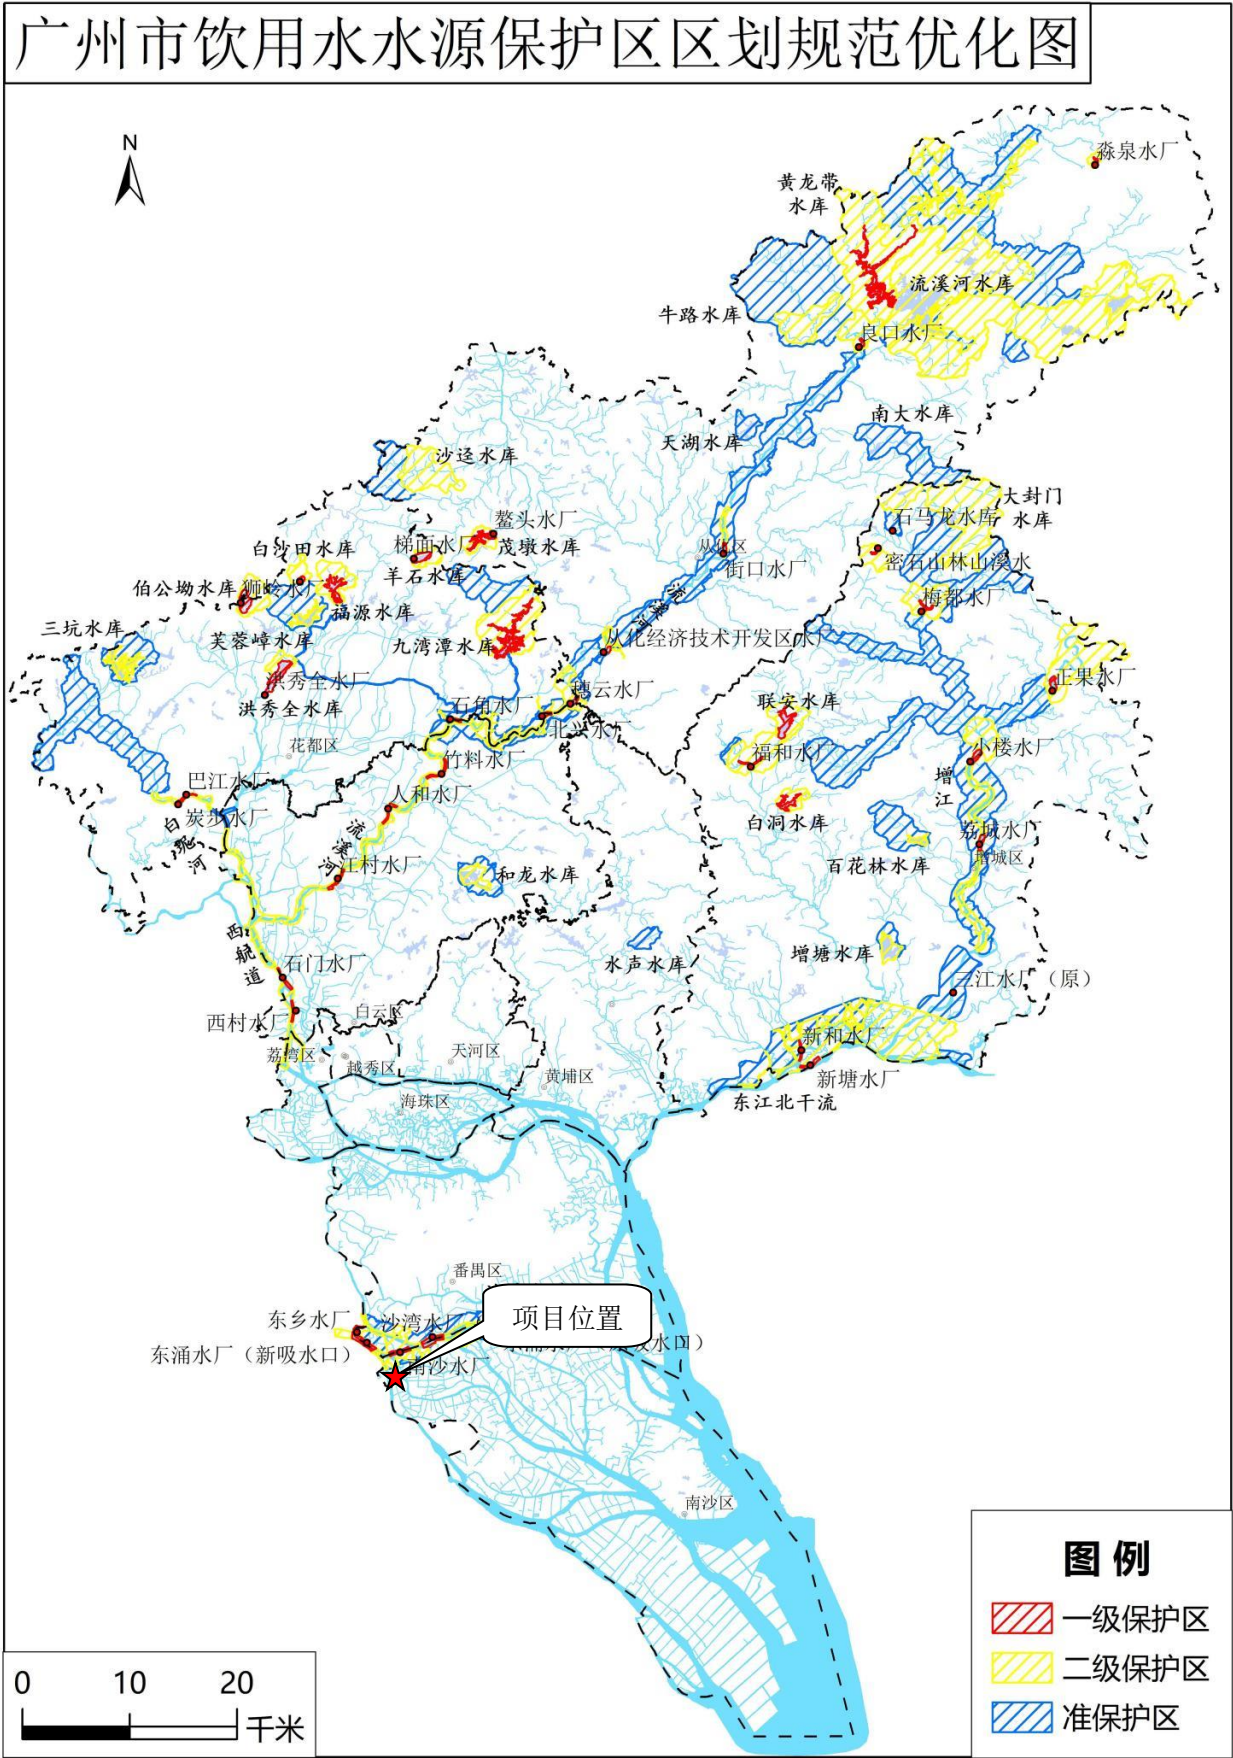 广州市饮用水水源保护区区划规范优化图
N
淼泉水厂
黄龙带
水库
流溪河水库
牛路水库
良口水厂
南大水库
天湖水库
沙迳水库
大封门
水库
石马龙水库
鳌头水厂
梯面水厂
茂墩水库
从化区
街口水厂
密石山林山溪水
白沙田水库
羊石水库
伯公坳水库
狮岭水厂
福源水库
梅都水厂
流溪河
三坑水库
芙蓉嶂水库
九湾潭水库
从化经济技术开发区水厂
洪秀全水厂
洪秀全水库
穗云水厂
正果水厂
石角水厂
北兴水厂
联安水库
花都区
竹料水厂
福和水厂
小楼水厂
增江
巴江水厂
炭步水厂
人和水厂
白坭河
流溪河
白洞水库
荔城水厂
增城区
江村水厂
和龙水库
百花林水库
西航道
石门水厂
水声水库
增塘水库
三江水厂（原）
西村水厂
白云区
新和水厂
荔湾区
越秀区
天河区
黄埔区
新塘水厂
海珠区
东江北干流
番禺区
东乡水厂
沙湾水厂
项目位置
东涌水厂（新吸水口）
吸水口）
南沙水厂
南沙区
图例
一级保护区
二级保护区
准保护区
0 10 20
千米